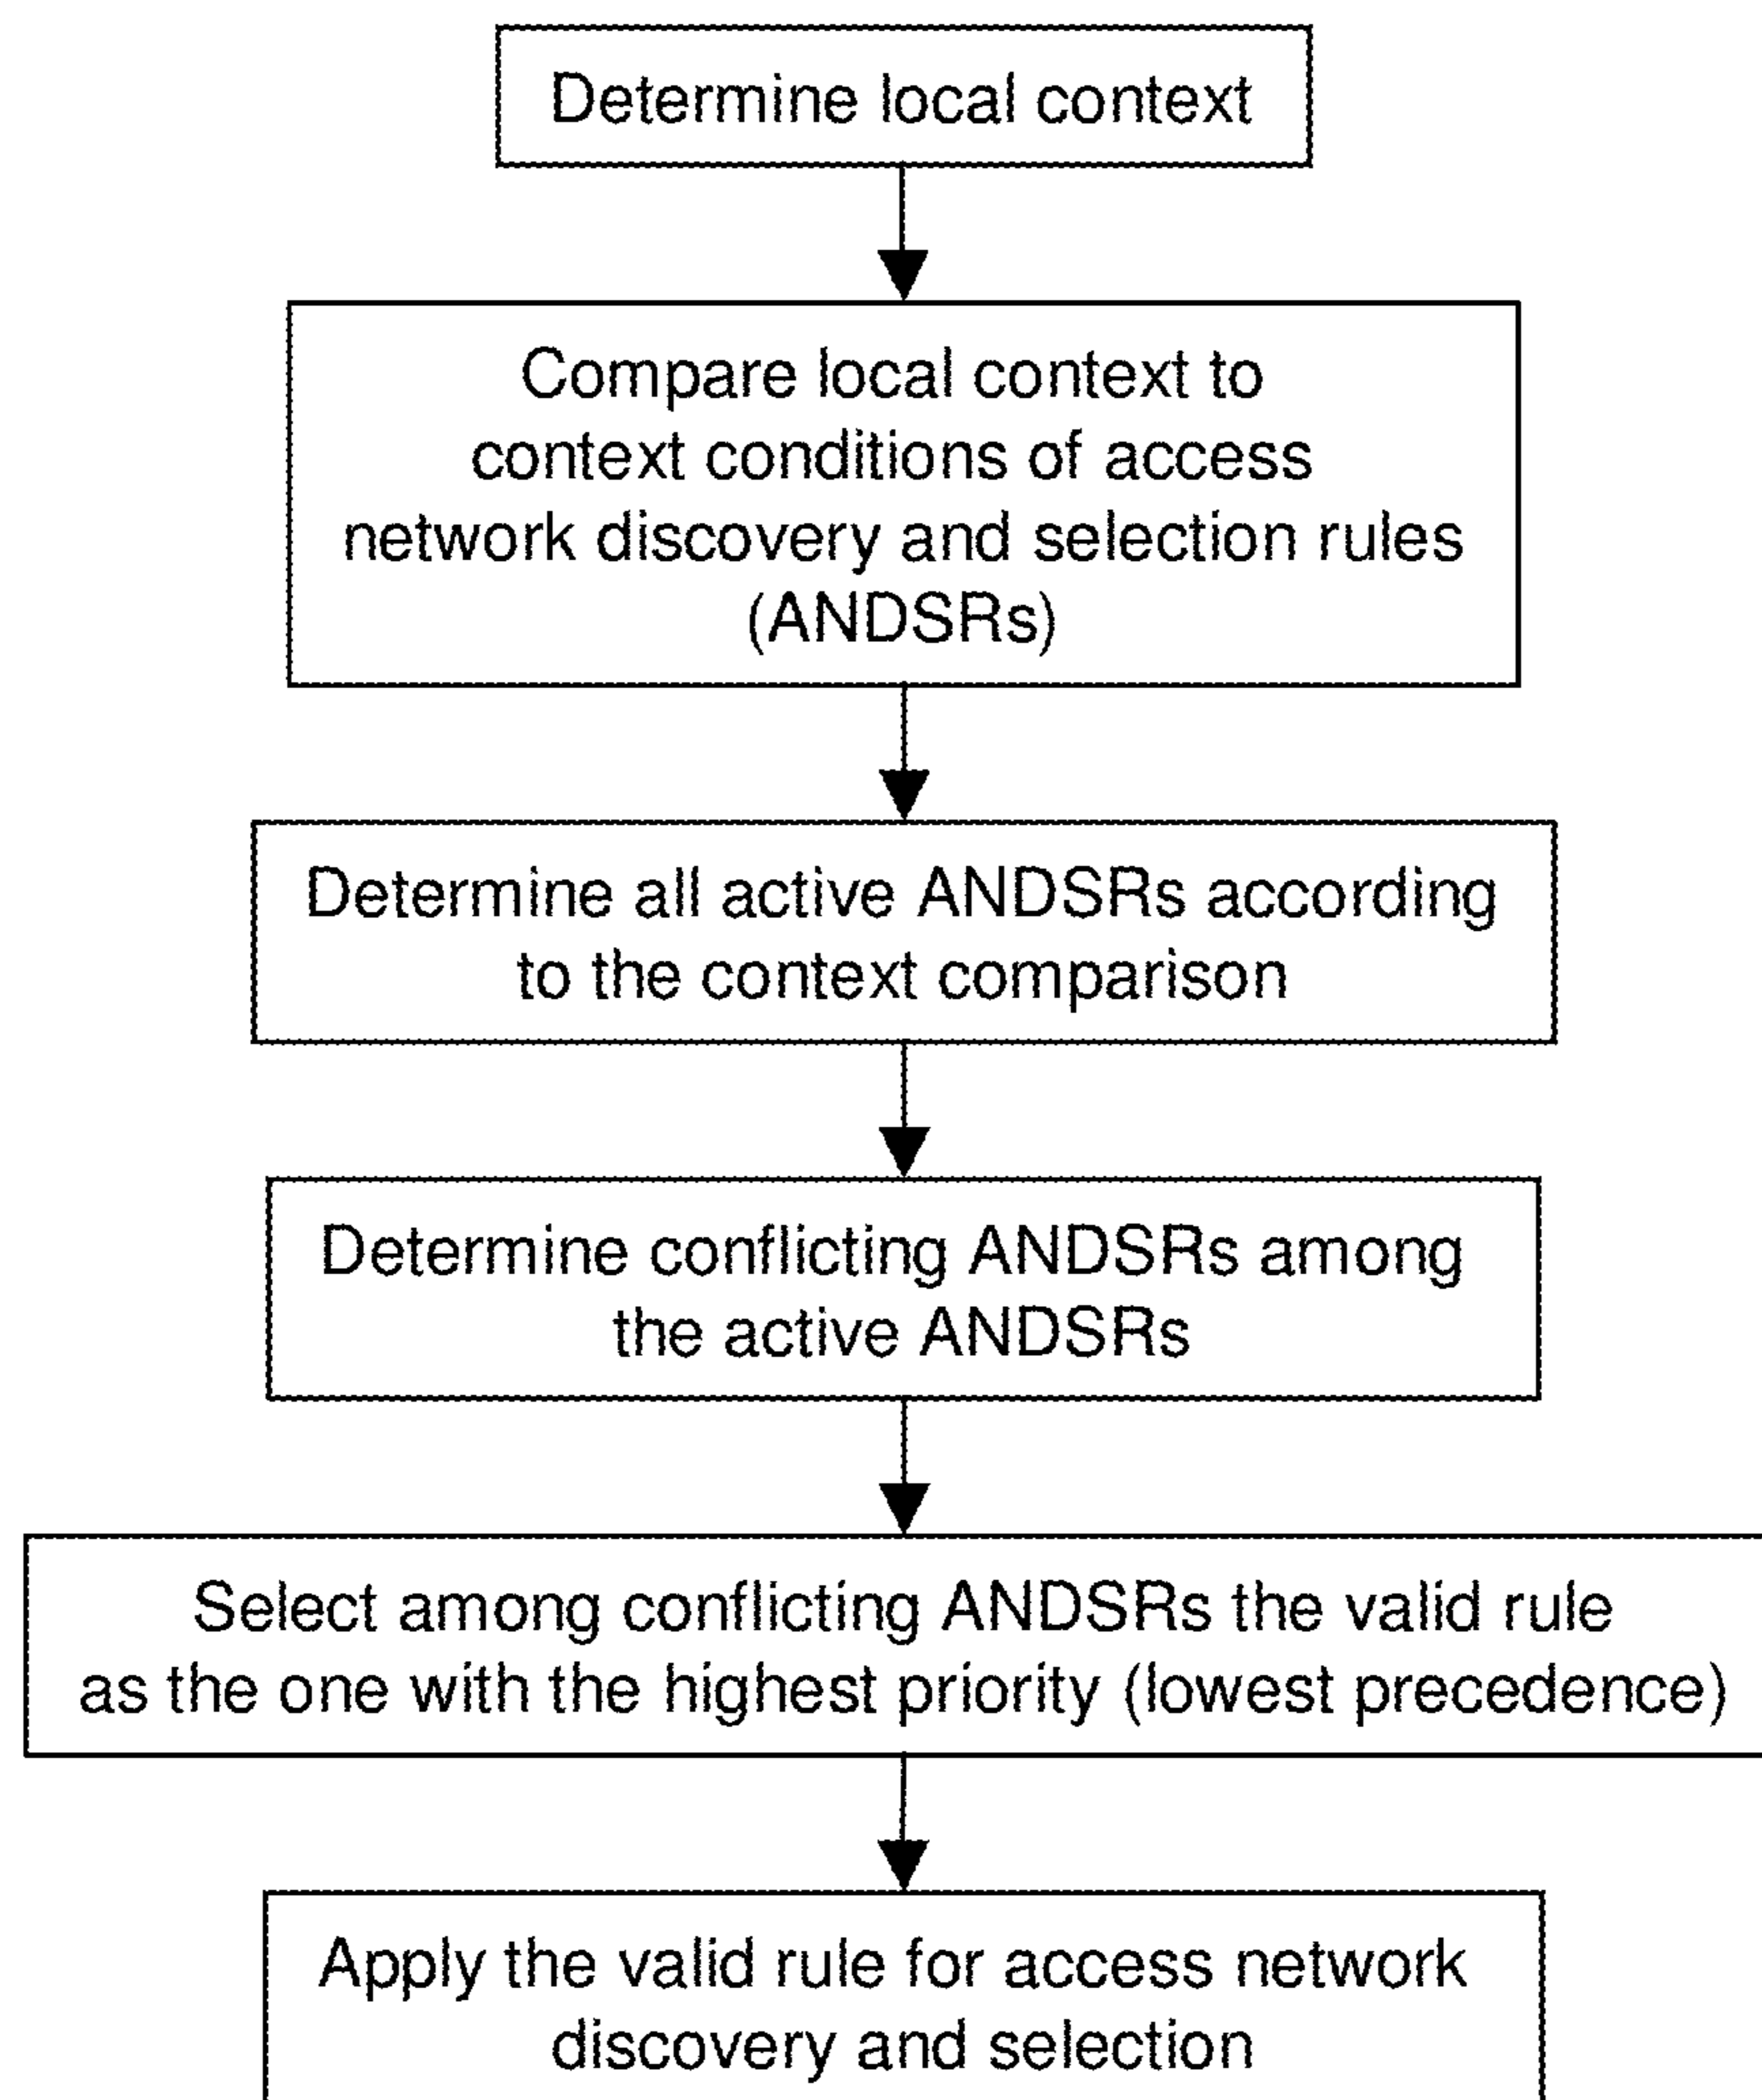 Determine local context
Compare local context to
context conditions of access
network discovery and selection rules
(ANDSRs)
Determine all active ANDSRs according
to the context comparison
Determine conflicting ANDSRs among
the active ANDSRs
Select among conflicting ANDSRs the valid rule
as the one with the highest priority (lowest precedence)
Apply the valid rule for access network
discovery and selection